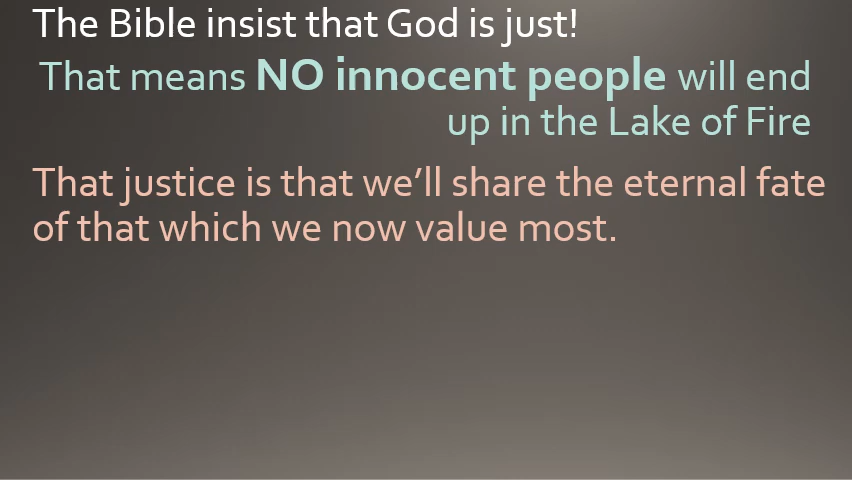 The Bible insist that God is just!
That means NO innocent people will end
up in the Lake of Fire
That justice is that we’ll share the eternal fate
of that which we now value most.